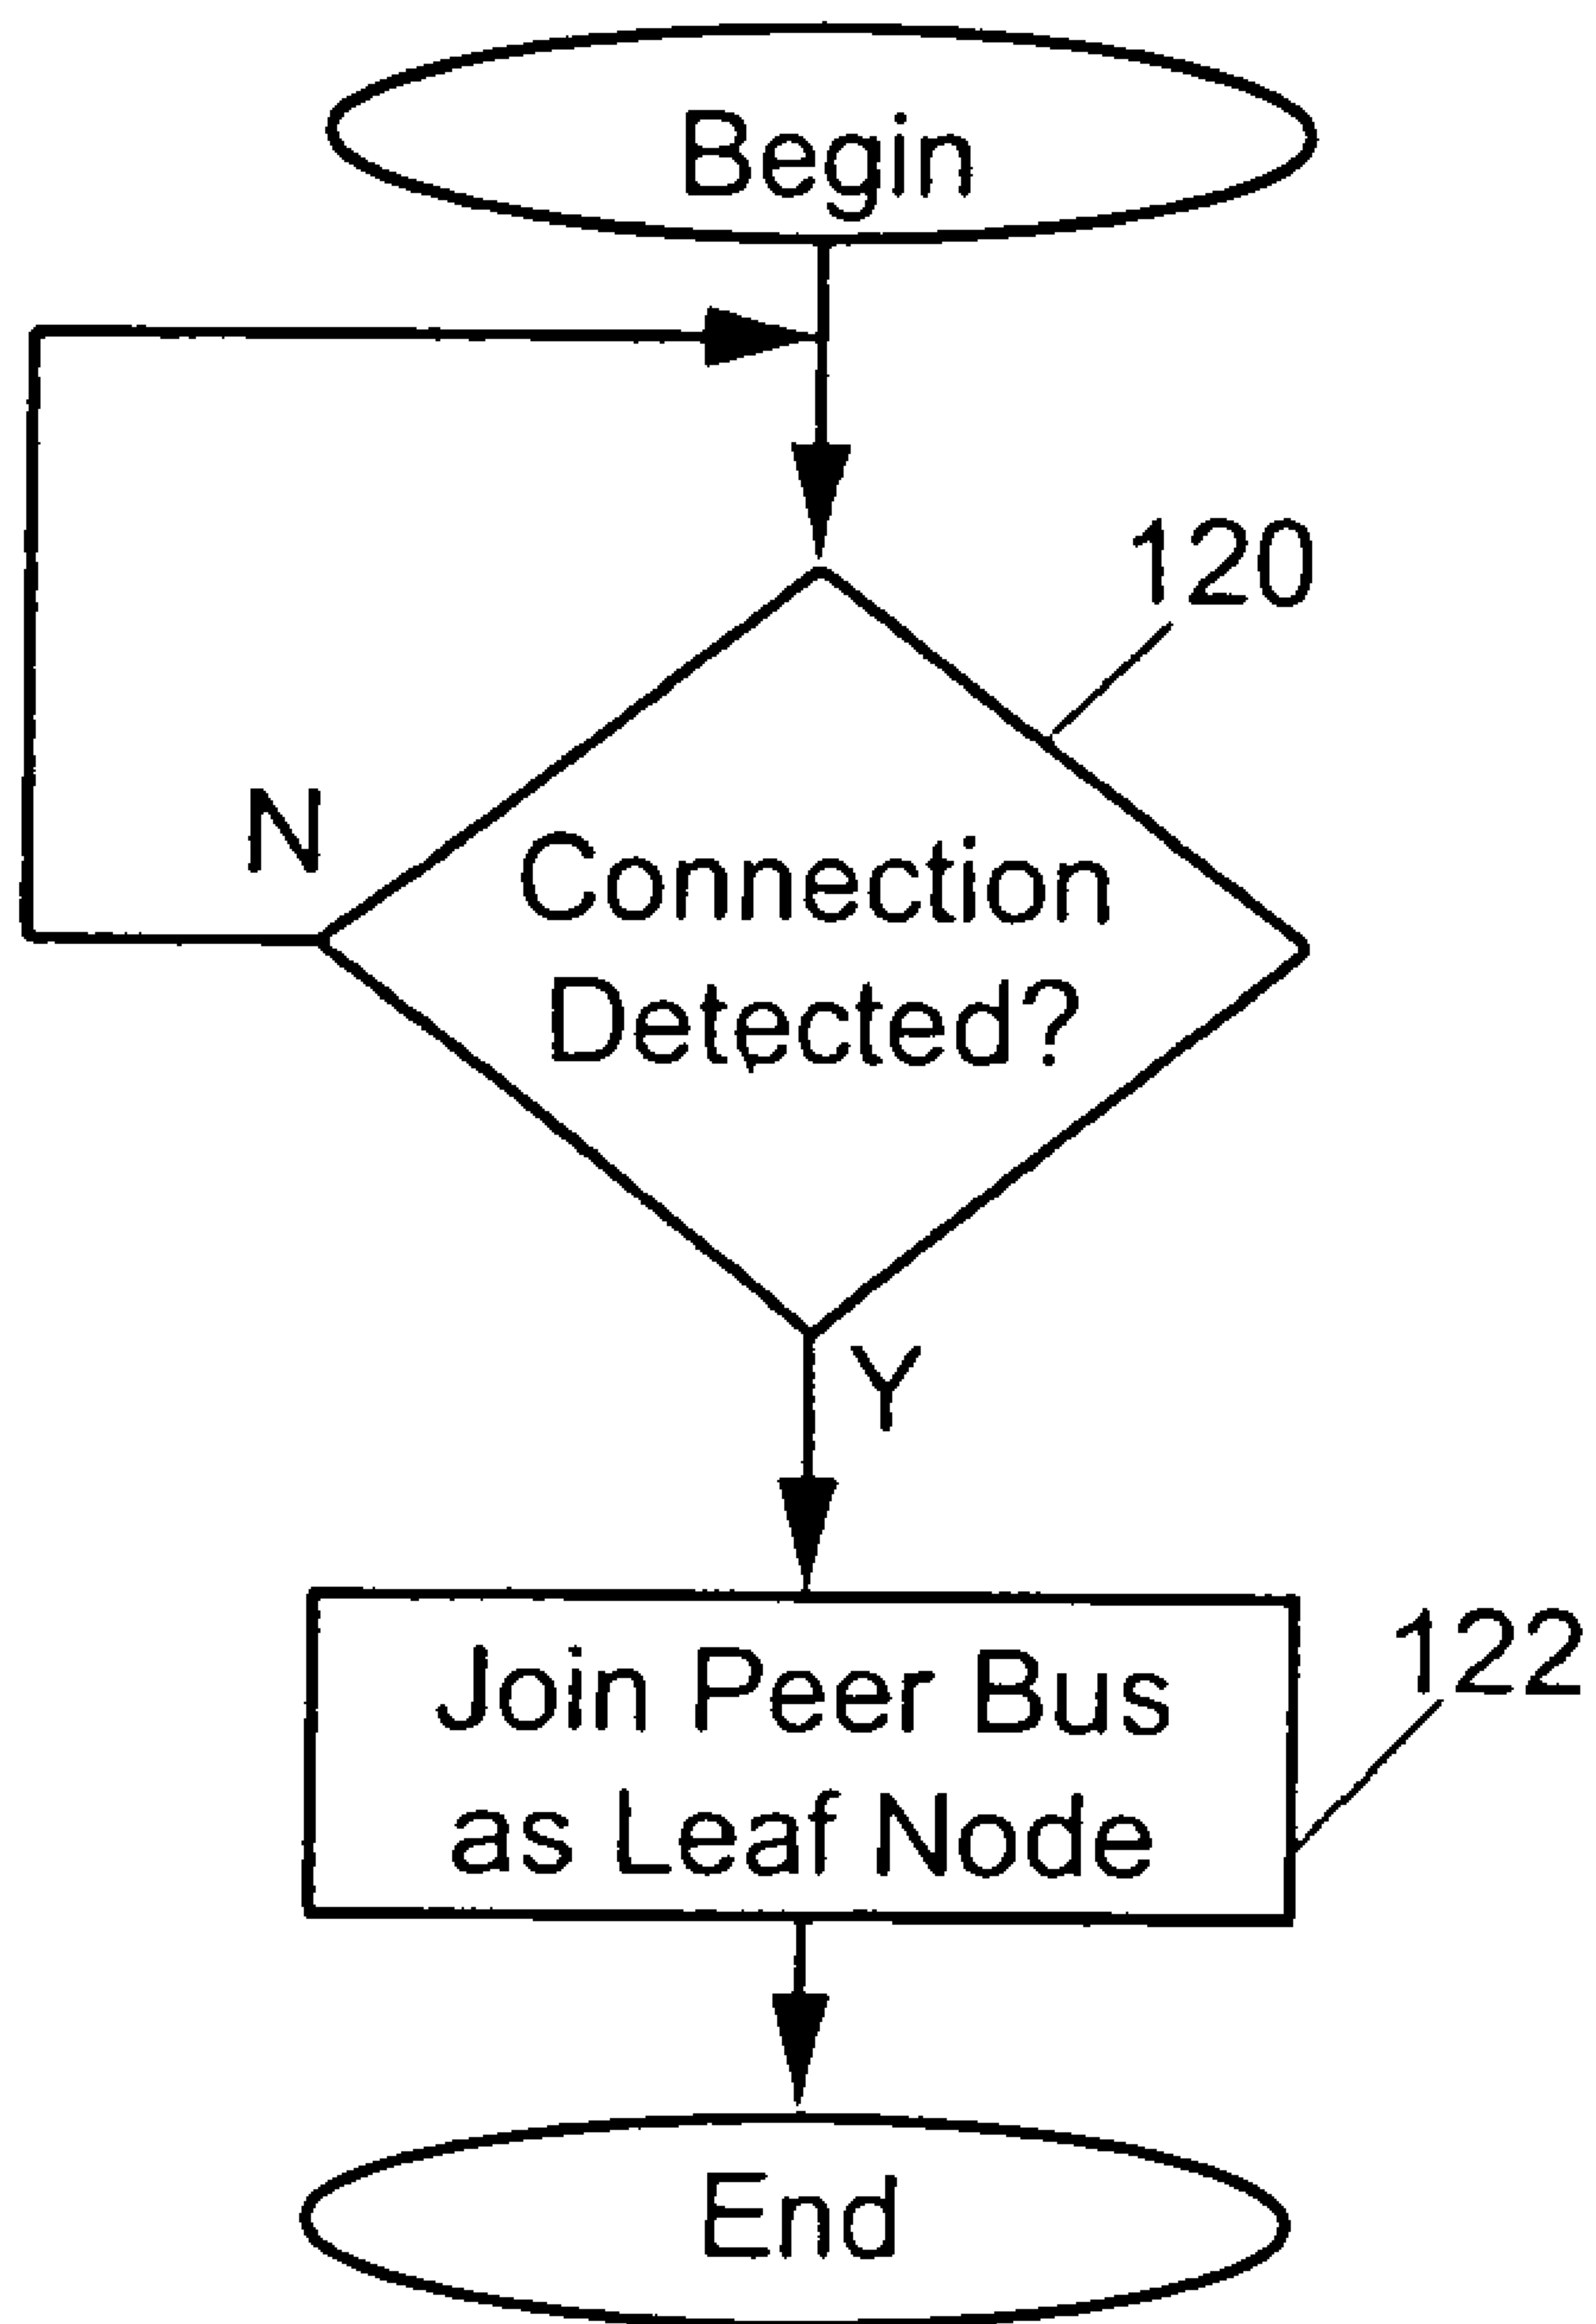 Begin
120
N
Connection
Detected?
Y
Join Peer Bus
as Leaf Node
122
End